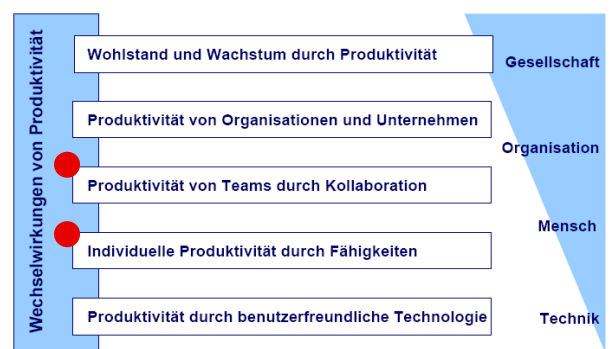 Wechselwirkungen von Produktivität
Wohlstand und Wachstum durch Produktivität
Gesellschaft
Produktivität von Organisationen und Unternehmen
Organisation
Produktivität von Teams durch Kollaboration
Mensch
Individuelle Produktivität durch Fähigkeiten
Produktivität durch benutzerfreundliche Technologie
Technik